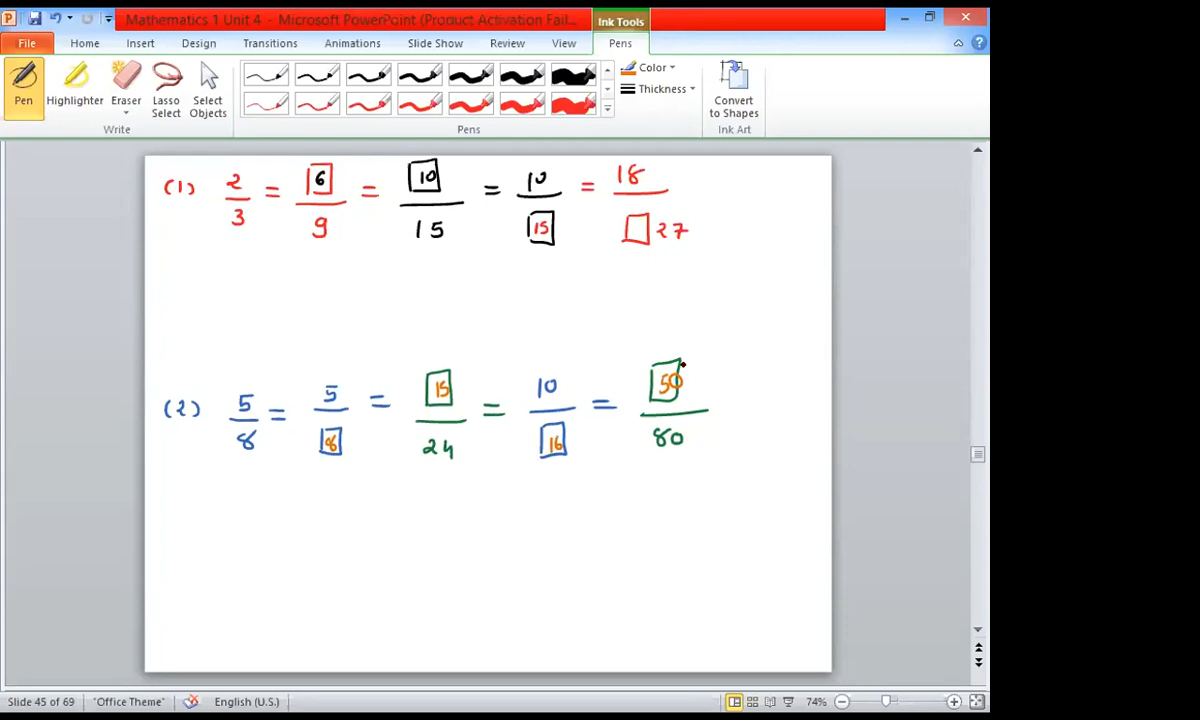 Mathematics 1 Unit 4 - Microsoft PowerPoint (Product Activation Fail... Ink Tools
File Home Insert Design Transitions Animations Slide Show Review View Pens
Pen Highlighter Eraser Lasso Select Select Objects Color Thickness Convert to Shapes
Write Pens Ink Art
(1) 2/3 = 6/9 = 10/15 = 10/15 = 18/27
(2) 5/8 = 5/8 = 15/24 = 10/16 = 50/80
Slide 45 of 69 "Office Theme" English (U.S.) 74%